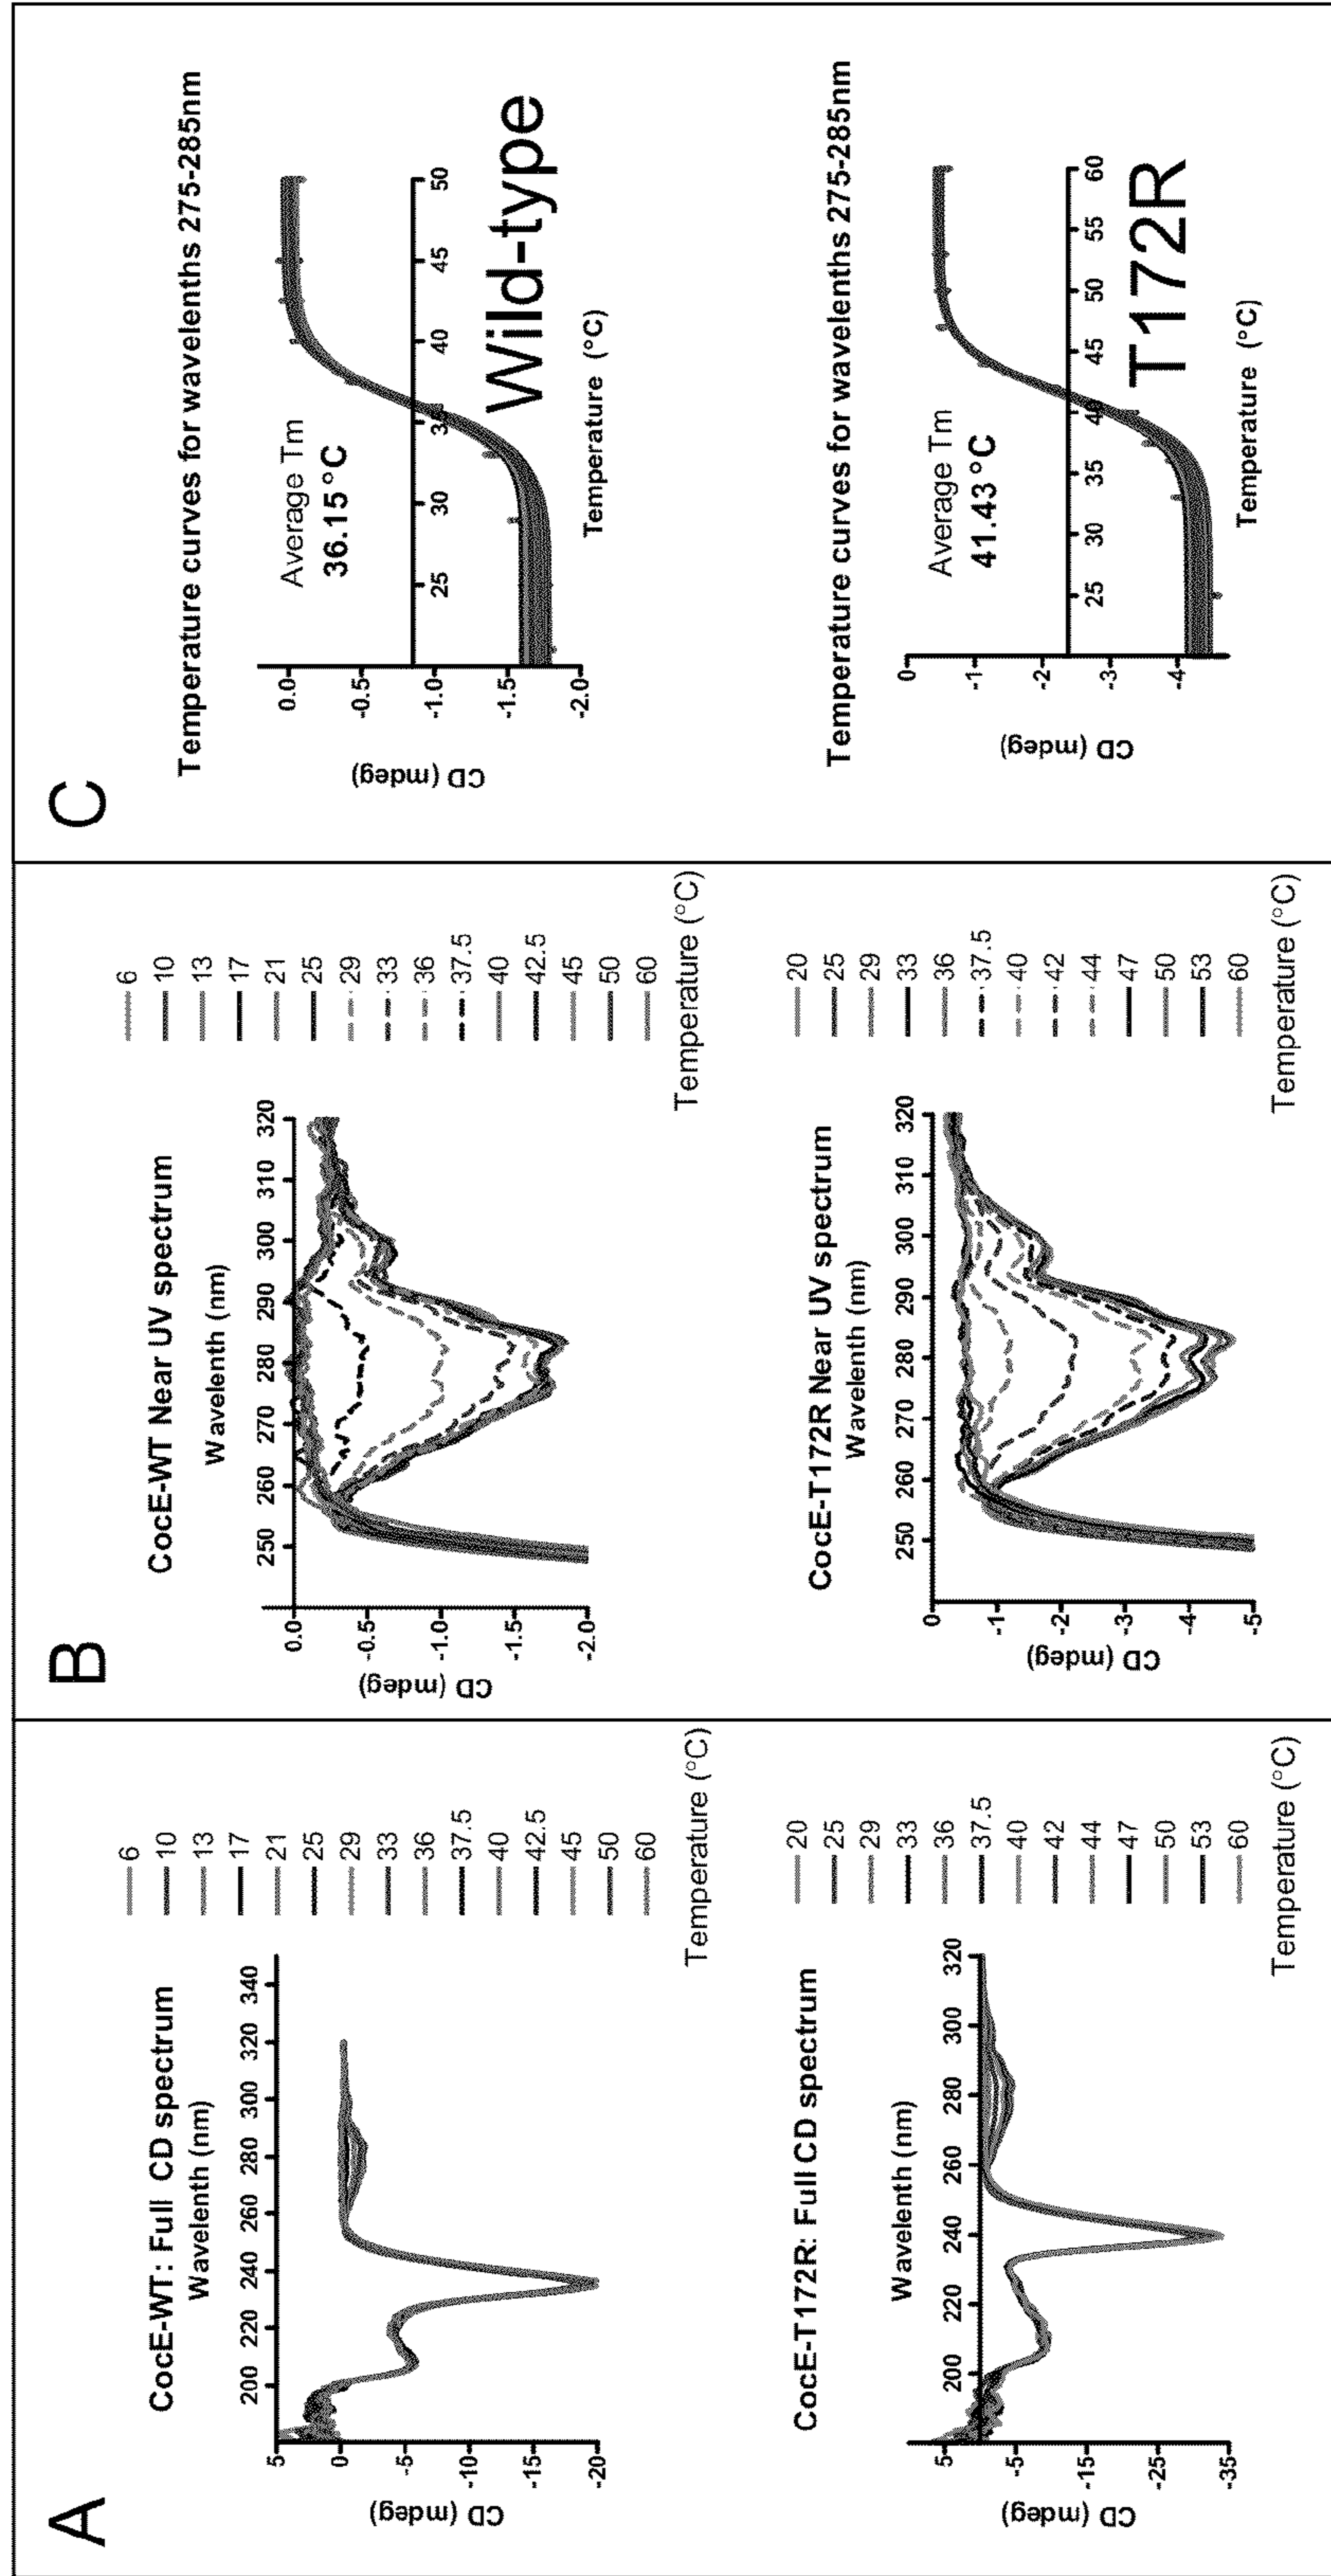 A
CocE-WT: Full CD spectrum
Wavelenth (nm)
200 220 240 260 280 300 320 340
5
0
-5
-10
-15
-20
CD (mdeg)
6
10
13
17
21
25
29
33
36
37.5
40
42.5
45
50
60
Temperature (°C)
CocE-T172R: Full CD spectrum
Wavelenth (nm)
200 220 240 260 280 300 320
5
-5
-15
-25
-35
CD (mdeg)
20
25
29
33
36
37.5
40
42
44
47
50
53
60
Temperature (°C)
B
CocE-WT Near UV spectrum
Wavelenth (nm)
250 260 270 280 290 300 310 320
0.0
-0.5
-1.0
-1.5
-2.0
CD (mdeg)
6
10
13
17
21
25
29
33
36
37.5
40
42.5
45
50
60
Temperature (°C)
CocE-T172R Near UV spectrum
Wavelenth (nm)
250 260 270 280 290 300 310 320
0
-1
-2
-3
-4
-5
CD (mdeg)
20
25
29
33
36
37.5
40
42
44
47
50
53
60
Temperature (°C)
C
Temperature curves for wavelenths 275-285nm
Average Tm
36.15°C
0.0
-0.5
-1.0
-1.5
-2.0
CD (mdeg)
25 30 35 40 45 50
Wild-type
Temperature (°C)
Temperature curves for wavelenths 275-285nm
Average Tm
41.43°C
0
-1
-2
-3
-4
CD (mdeg)
25 30 35 40 45 50 55 60
T172R
Temperature (°C)